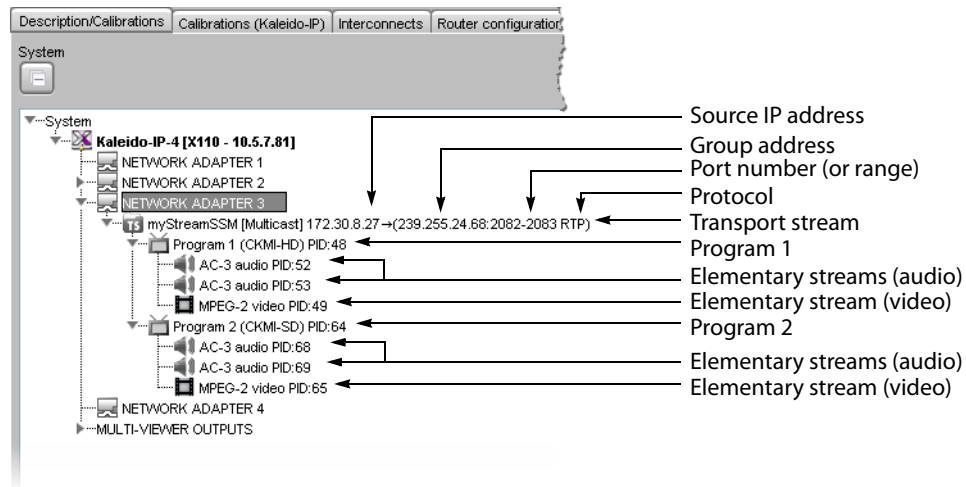 Description/Calibrations Calibrations (Kaleido-IP) Interconnects Router configuration
System
System
Kaleido-IP-4 [X110 - 10.5.7.81]
NETWORK ADAPTER 1
NETWORK ADAPTER 2
NETWORK ADAPTER 3
TS myStreamSSM [Multicast] 172.30.8.27→(239.255.24.68:2082-2083 RTP)
Program 1 (CKMI-HD) PID:48
AC-3 audio PID:52
AC-3 audio PID:53
MPEG-2 video PID:49
Program 2 (CKMI-SD) PID:64
AC-3 audio PID:68
AC-3 audio PID:69
MPEG-2 video PID:65
NETWORK ADAPTER 4
MULTI-VIEWER OUTPUTS
Source IP address
Group address
Port number (or range)
Protocol
Transport stream
Program 1
Elementary streams (audio)
Elementary stream (video)
Program 2
Elementary streams (audio)
Elementary stream (video)